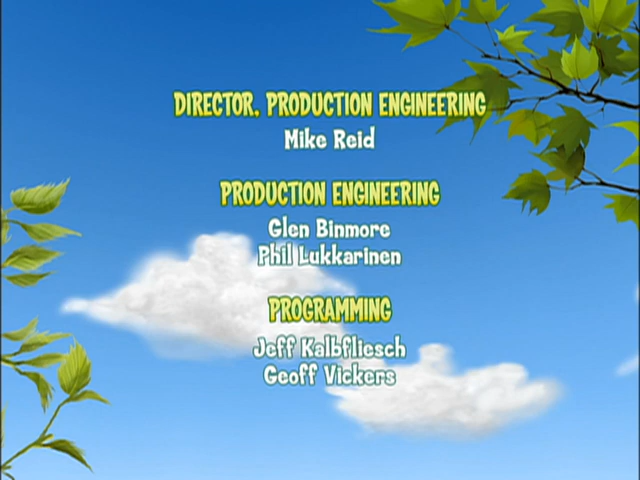 DIRECTOR, PRODUCTION ENGINEERING
Mike Reid
PRODUCTION ENGINEERING
Glen Binmore
Phil Lukkarinen
PROGRAMMING
Jeff Kalbfliesch
Geoff Vickers